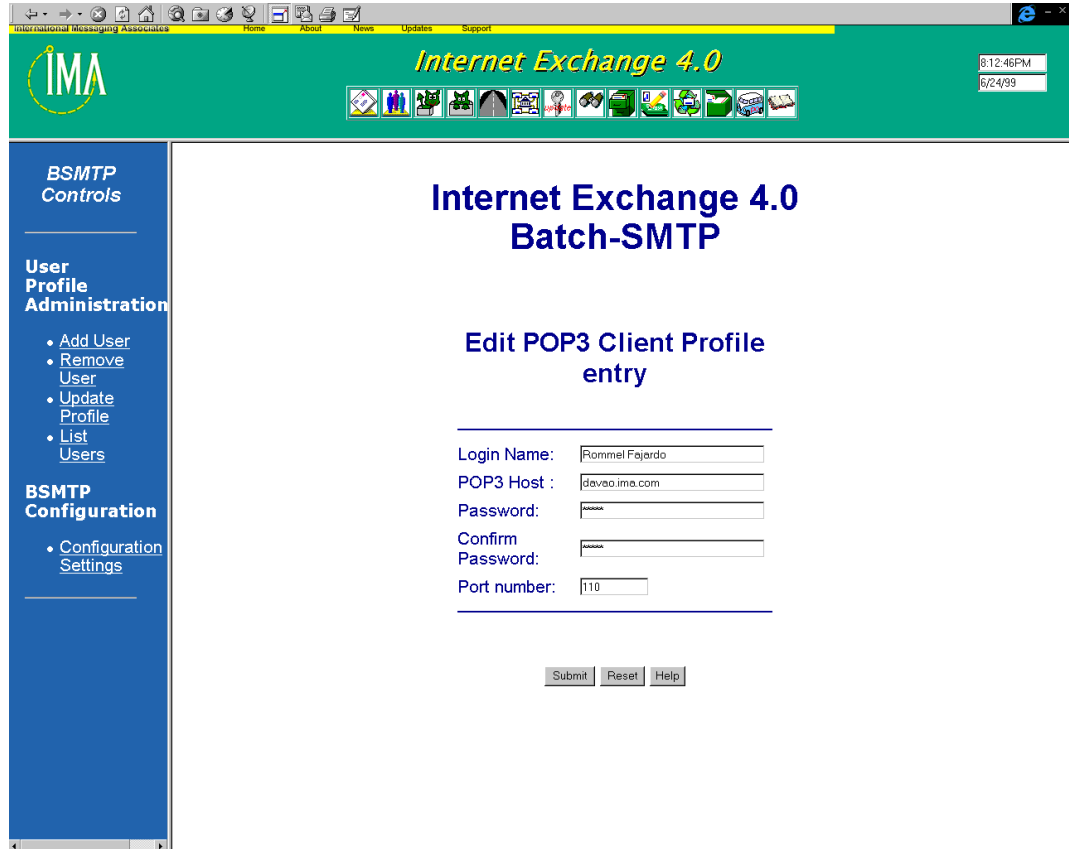 International Messaging Associates Home About News Updates Support
IMA
Internet Exchange 4.0
8:12:46PM
6/24/99
update
BSMTP
Controls
User
Profile
Administration
Add User
Remove
User
Update
Profile
List
Users
BSMTP
Configuration
Configuration
Settings
Internet Exchange 4.0
Batch-SMTP
Edit POP3 Client Profile
entry
Login Name: Rommel Fajardo
POP3 Host : davao.ima.com
Password: *****
Confirm
Password: *****
Port number: 110
Submit Reset Help